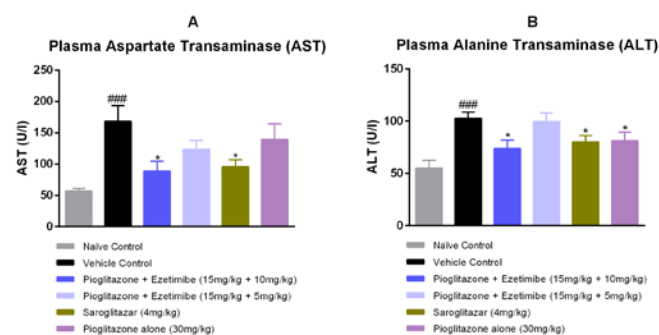 A
Plasma Aspartate Transaminase (AST)
250
200
150
100
50
0
AST (U/l)
###
*
*
Naïve Control
Vehicle Control
Pioglitazone + Ezetimibe (15mg/kg + 10mg/kg)
Pioglitazone + Ezetimibe (15mg/kg + 5mg/kg)
Saroglitazar (4mg/kg)
Pioglitazone alone (30mg/kg)
B
Plasma Alanine Transaminase (ALT)
150
100
50
0
ALT (U/l)
###
*
*
*
Naïve Control
Vehicle Control
Pioglitazone + Ezetimibe (15mg/kg + 10mg/kg)
Pioglitazone + Ezetimibe (15mg/kg + 5mg/kg)
Saroglitazar (4mg/kg)
Pioglitazone alone (30mg/kg)